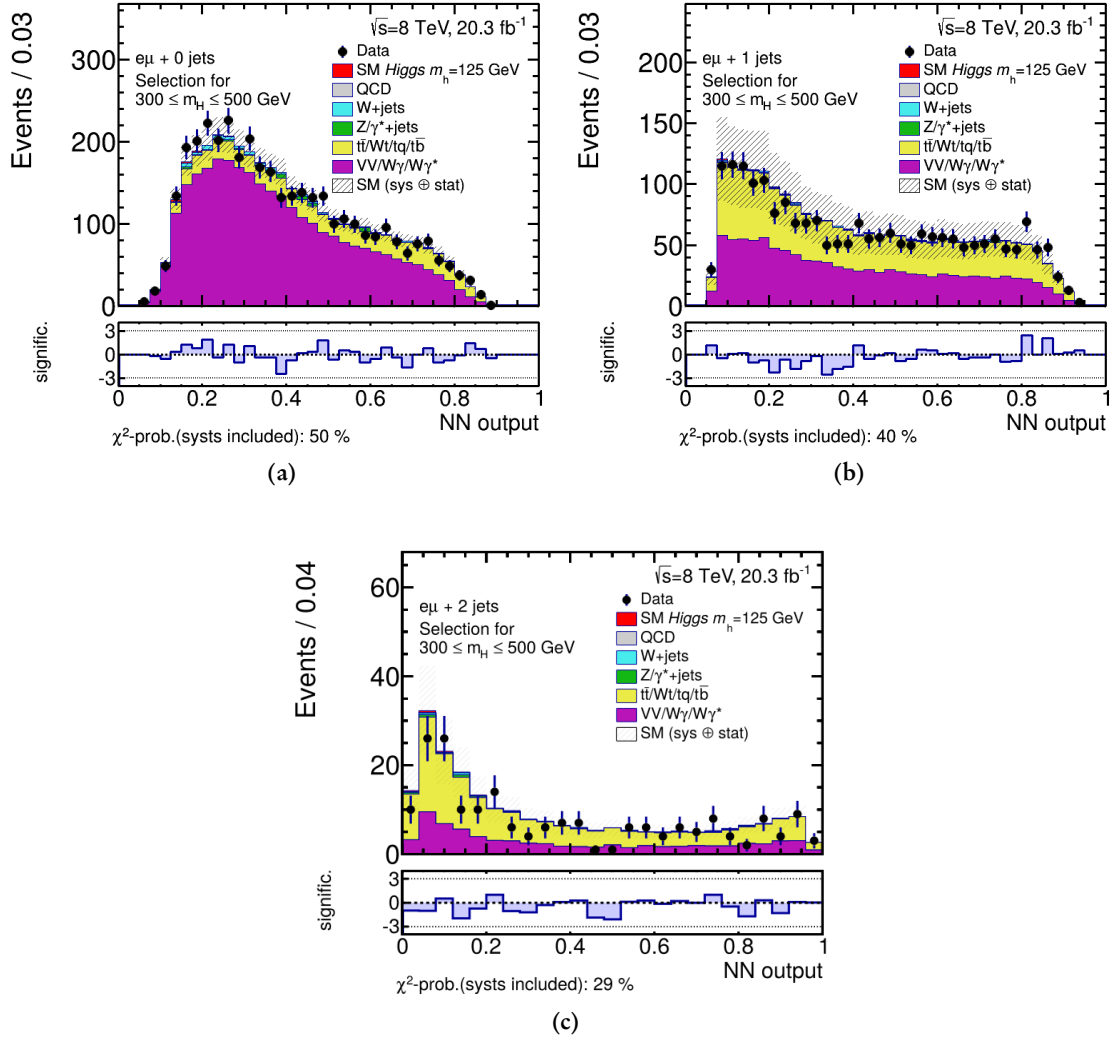 √s=8 TeV, 20.3 fb⁻¹
eμ + 0 jets
Selection for
300 ≤ m_H ≤ 500 GeV
Data
SM Higgs m_h=125 GeV
QCD
W+jets
Z/γ*+jets
tt̄/Wt/tq/tb̄
VV/Wγ/Wγ*
SM (sys ⊕ stat)
Events / 0.03
300
200
100
0
signific.
3
0
-3
0 0.2 0.4 0.6 0.8 1
NN output
χ²-prob.(systs included): 50 %
(a)
√s=8 TeV, 20.3 fb⁻¹
eμ + 1 jets
Selection for
300 ≤ m_H ≤ 500 GeV
Data
SM Higgs m_h=125 GeV
QCD
W+jets
Z/γ*+jets
tt̄/Wt/tq/tb̄
VV/Wγ/Wγ*
SM (sys ⊕ stat)
Events / 0.03
200
150
100
50
0
signific.
3
0
-3
0 0.2 0.4 0.6 0.8 1
NN output
χ²-prob.(systs included): 40 %
(b)
√s=8 TeV, 20.3 fb⁻¹
eμ + 2 jets
Selection for
300 ≤ m_H ≤ 500 GeV
Data
SM Higgs m_h=125 GeV
QCD
W+jets
Z/γ*+jets
tt̄/Wt/tq/tb̄
VV/Wγ/Wγ*
SM (sys ⊕ stat)
Events / 0.04
60
40
20
0
signific.
3
0
-3
0 0.2 0.4 0.6 0.8 1
NN output
χ²-prob.(systs included): 29 %
(c)